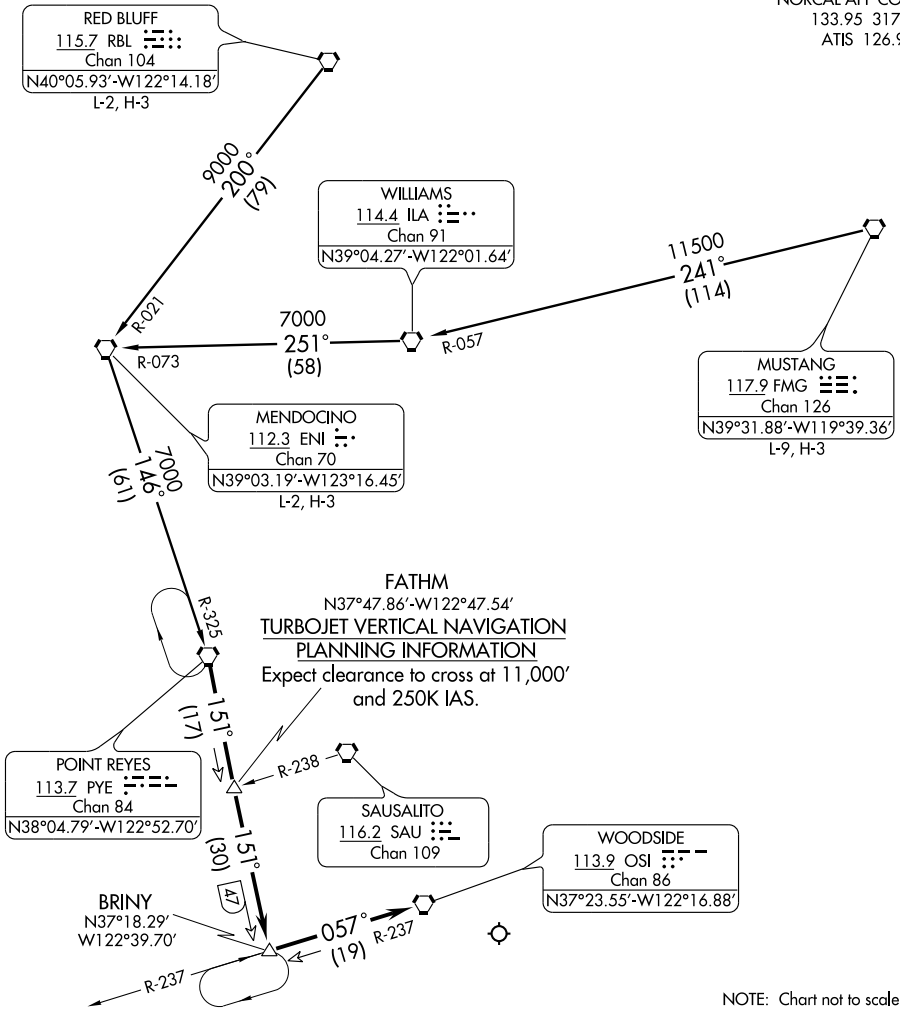 NORCAL APP CO
133.95 317
ATIS 126.9
RED BLUFF
115.7 RBL
Chan 104
N40°05.93'-W122°14.18'
L-2, H-3
9000
200°
(79)
R-021
WILLIAMS
114.4 ILA
Chan 91
N39°04.27'-W122°01.64'
11500
241°
(114)
R-057
7000
251°
(58)
R-073
MUSTANG
117.9 FMG
Chan 126
N39°31.88'-W119°39.36'
L-9, H-3
MENDOCINO
112.3 ENI
Chan 70
N39°03.19'-W123°16.45'
L-2, H-3
7000
146°
(61)
R-325
FATHM
N37°47.86'-W122°47.54'
TURBOJET VERTICAL NAVIGATION
PLANNING INFORMATION
Expect clearance to cross at 11,000'
and 250K IAS.
151°
(17)
POINT REYES
113.7 PYE
Chan 84
N38°04.79'-W122°52.70'
R-238
SAUSALITO
116.2 SAU
Chan 109
151°
(30)
47
WOODSIDE
113.9 OSI
Chan 86
N37°23.55'-W122°16.88'
BRINY
N37°18.29'
W122°39.70'
057°
(19)
R-237
R-237
NOTE: Chart not to scale